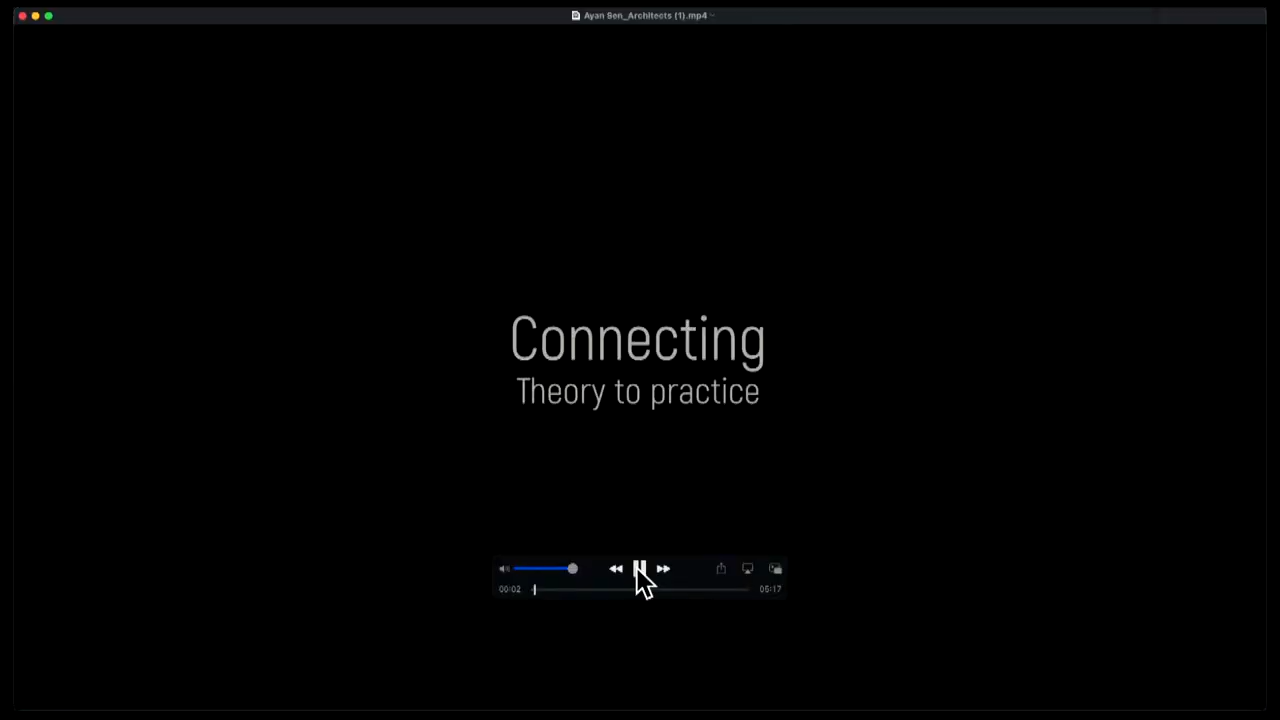 Ayan Sen_Architects (1).mp4
Connecting
Theory to practice
00:02
05:17